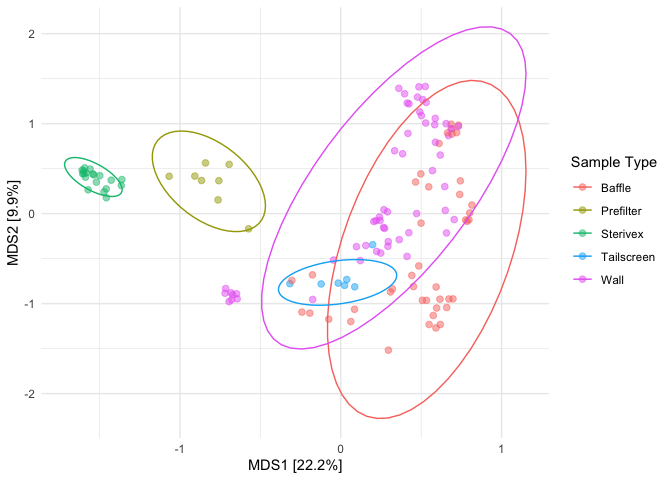 2
1
0
-1
-2
MDS2 [9.9%]
-1
0
1
MDS1 [22.2%]
Sample Type
Baffle
Prefilter
Sterivex
Tailscreen
Wall